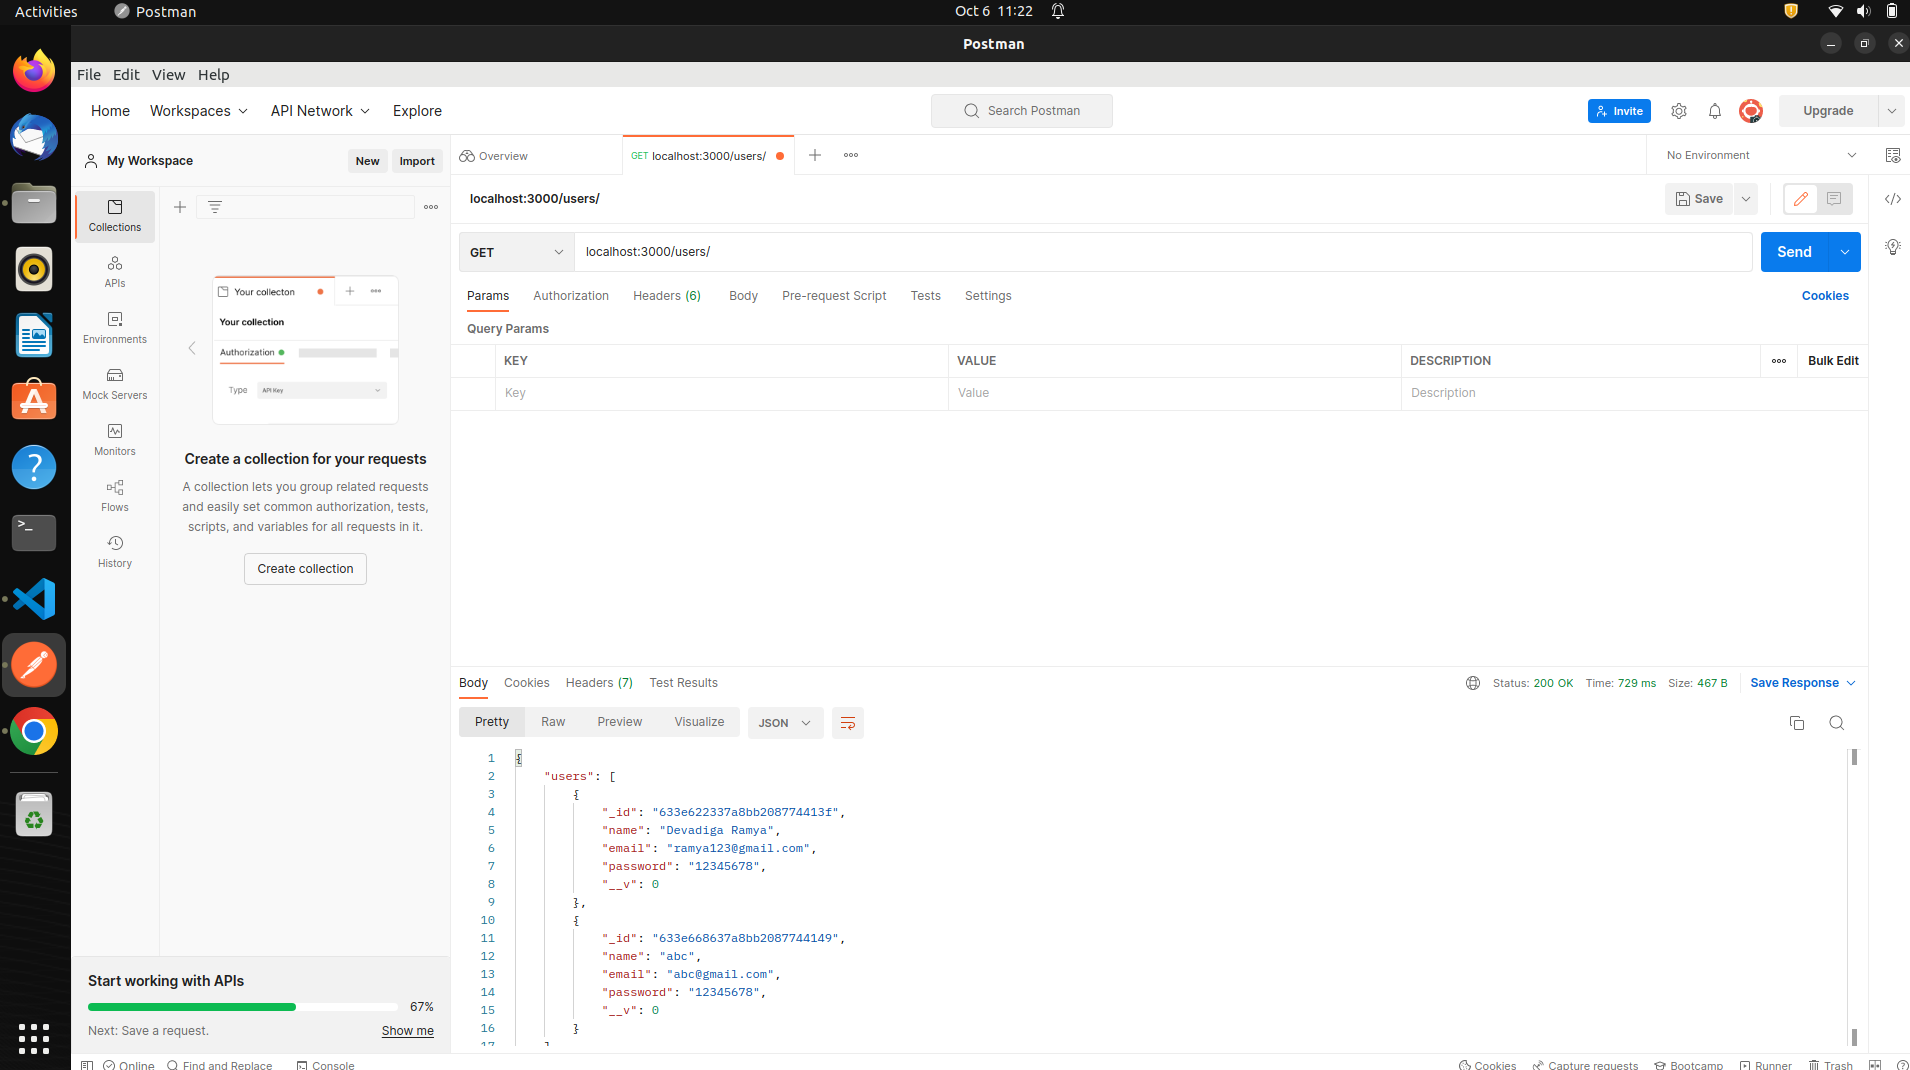 Activities Postman Oct 6 11:22
Postman
File Edit View Help
Home Workspaces API Network Explore Search Postman Invite Upgrade
My Workspace New Import
Overview GET localhost:3000/users/ No Environment
Collections
APIs
Environments
Mock Servers
Monitors
Flows
History
Your collecton
Your collection
Authorization
Type API Key
Create a collection for your requests
A collection lets you group related requests
and easily set common authorization, tests,
scripts, and variables for all requests in it.
Create collection
Start working with APIs
67%
Next: Save a request. Show me
localhost:3000/users/ Save
GET localhost:3000/users/ Send
Params Authorization Headers (6) Body Pre-request Script Tests Settings Cookies
Query Params
KEY VALUE DESCRIPTION Bulk Edit
Key Value Description
Body Cookies Headers (7) Test Results Status: 200 OK Time: 729 ms Size: 467 B Save Response
Pretty Raw Preview Visualize JSON
1 {
2 "users": [
3 {
4 "_id": "633e622337a8bb208774413f",
5 "name": "Devadiga Ramya",
6 "email": "ramya123@gmail.com",
7 "password": "12345678",
8 "__v": 0
9 },
10 {
11 "_id": "633e668637a8bb2087744149",
12 "name": "abc",
13 "email": "abc@gmail.com",
14 "password": "12345678",
15 "__v": 0
16 }
17 ]
Online Find and Replace Console Cookies Capture requests Bootcamp Runner Trash